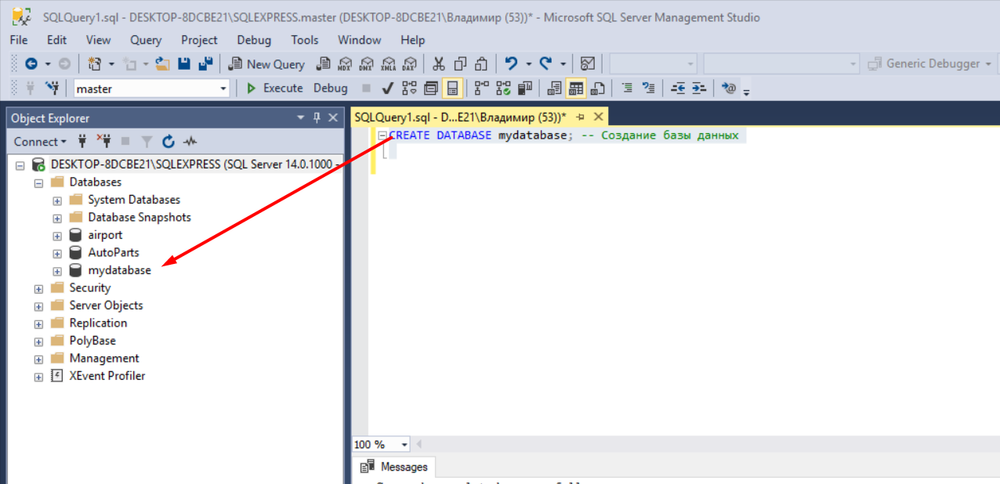 SQLQuery1.sql - DESKTOP-8DCBE21\SQLEXPRESS.master (DESKTOP-8DCBE21\Владимир (53))* - Microsoft SQL Server Management Studio
File Edit View Query Project Debug Tools Window Help
New Query MDX DMX XMLA DAX Generic Debugger
master Execute Debug
Object Explorer
Connect
DESKTOP-8DCBE21\SQLEXPRESS (SQL Server 14.0.1000 -
Databases
System Databases
Database Snapshots
airport
AutoParts
mydatabase
Security
Server Objects
Replication
PolyBase
Management
XEvent Profiler
SQLQuery1.sql - D...E21\Владимир (53))*
CREATE DATABASE mydatabase; -- Создание базы данных
100 %
Messages